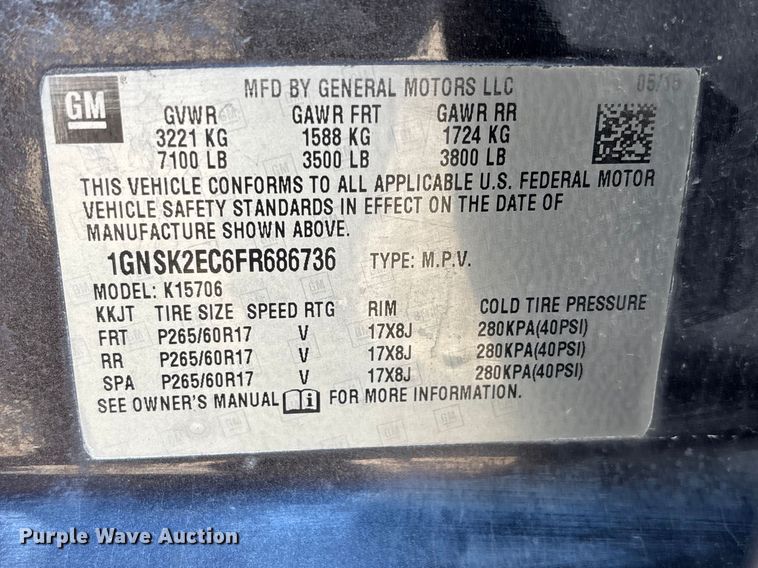 GM
MFD BY GENERAL MOTORS LLC 05/15
GVWR GAWR FRT GAWR RR
3221 KG 1588 KG 1724 KG
7100 LB 3500 LB 3800 LB
THIS VEHICLE CONFORMS TO ALL APPLICABLE U.S. FEDERAL MOTOR
VEHICLE SAFETY STANDARDS IN EFFECT ON THE DATE OF
MANUFACTURE SHOWN ABOVE.
1GNSK2EC6FR686736 TYPE: M.P.V.
MODEL: K15706
KKJT TIRE SIZE SPEED RTG RIM COLD TIRE PRESSURE
FRT P265/60R17 V 17X8J 280KPA(40PSI)
RR P265/60R17 V 17X8J 280KPA(40PSI)
SPA P265/60R17 V 17X8J 280KPA(40PSI)
SEE OWNER'S MANUAL i FOR MORE INFORMATION.
Purple Wave Auction